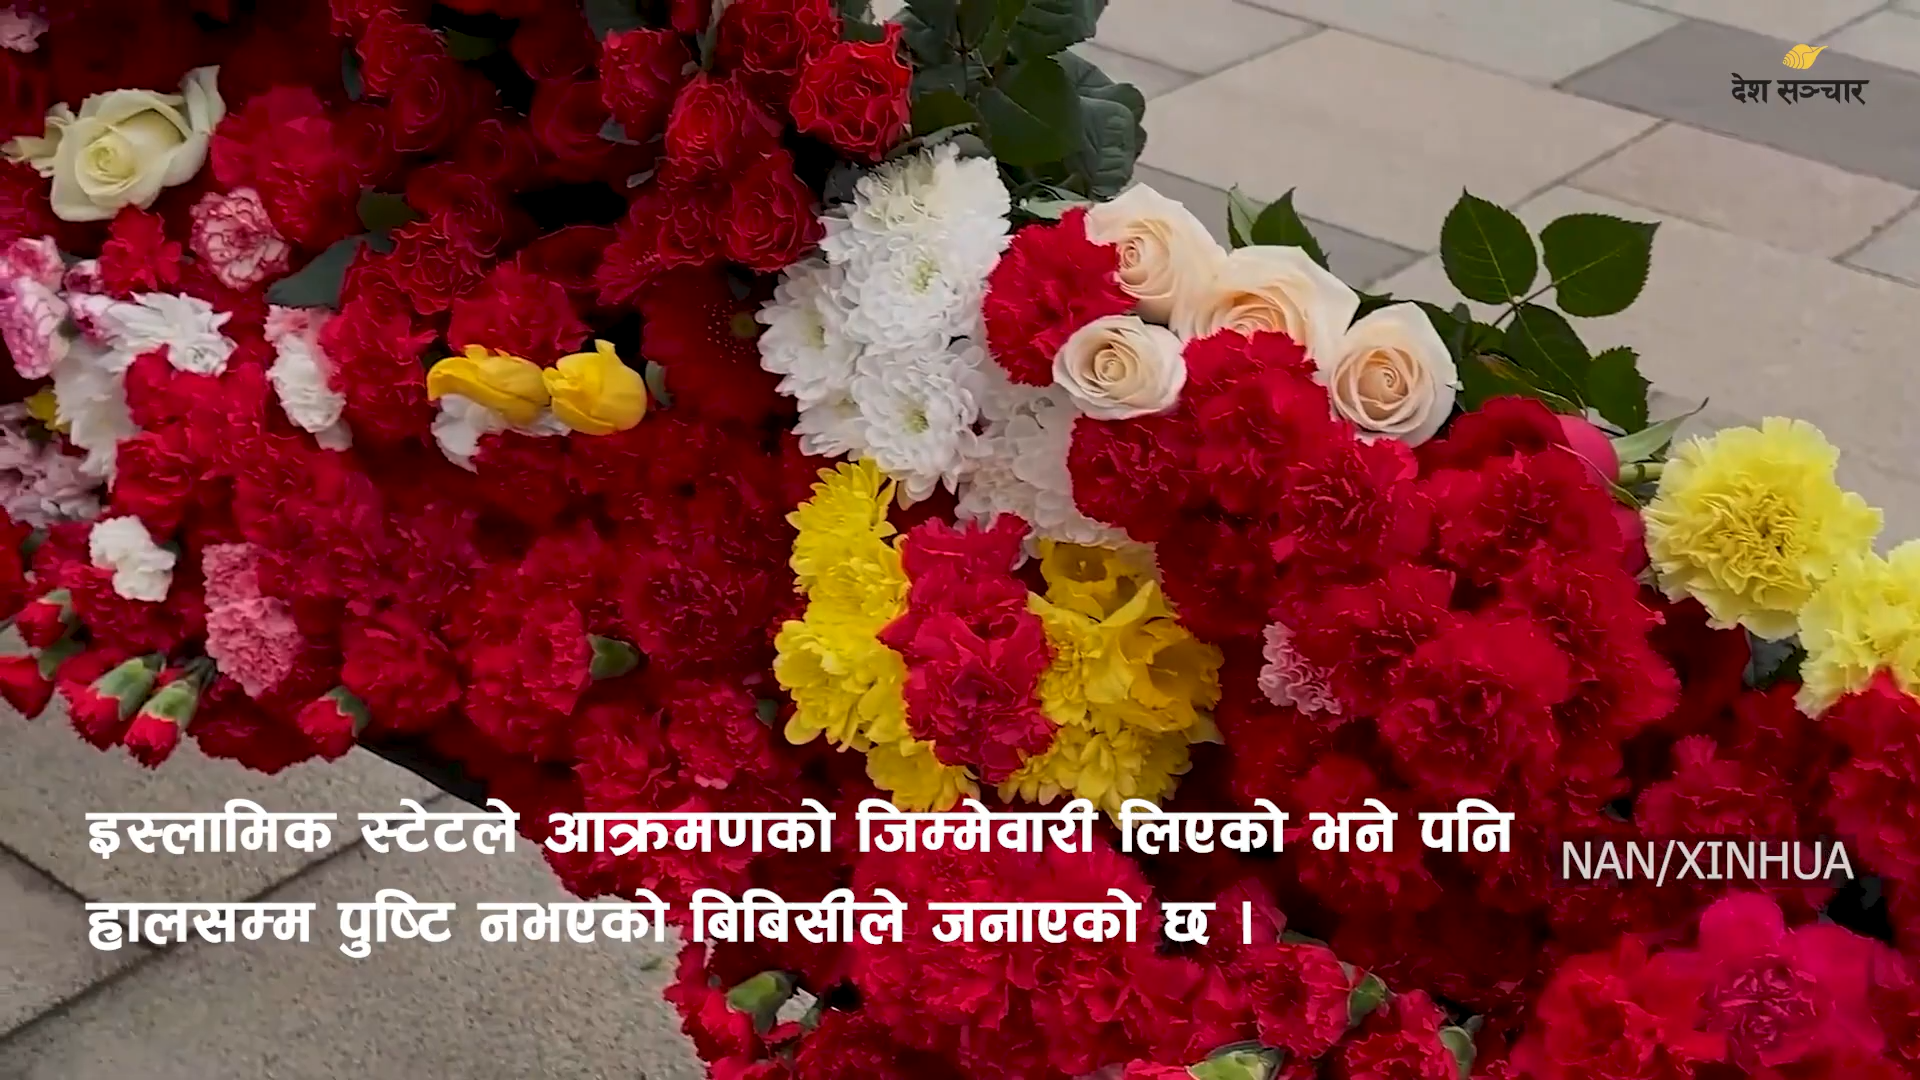 देश सञ्चार
इस्लामिक स्टेटले आक्रमणको जिम्मेवारी लिएको भने पनि
NAN/XINHUA
हालसम्म पुष्टि नभएको बिबिसीले जनाएको छ ।